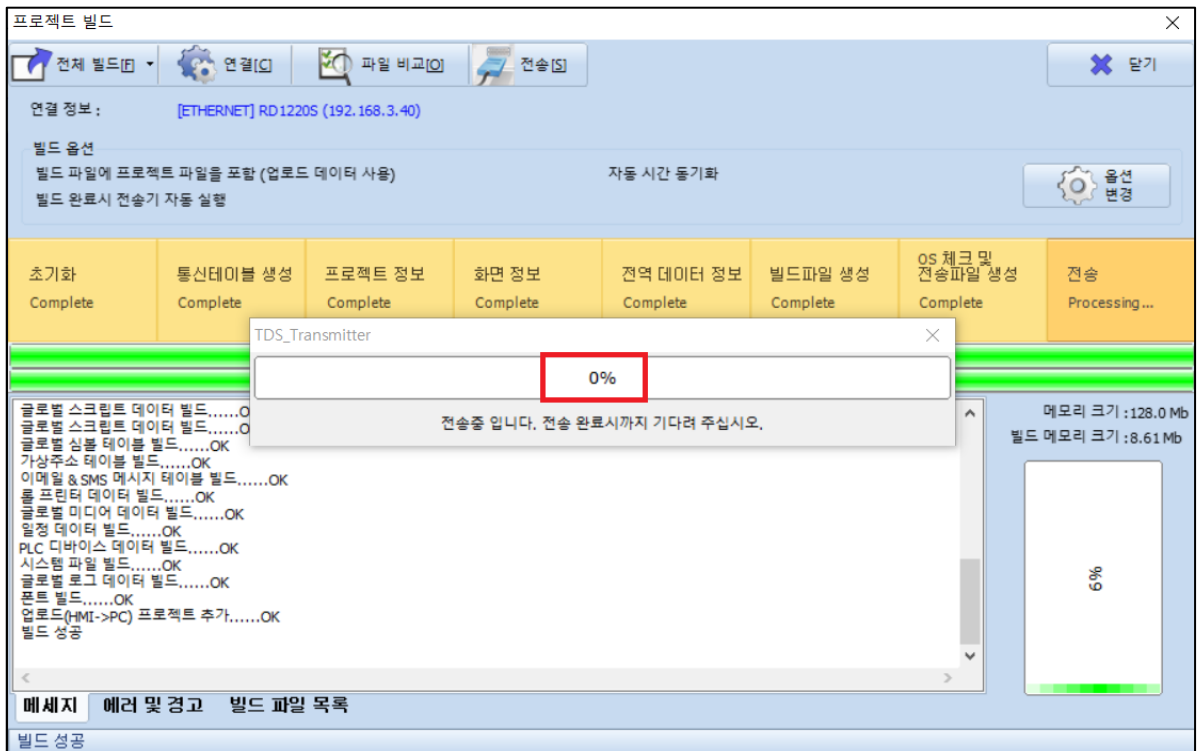 프로젝트 빌드
전체 빌드[F] 연결[C] 파일 비교[O] 전송[S] 닫기
연결 정보 : [ETHERNET] RD1220S (192.168.3.40)
빌드 옵션
빌드 파일에 프로젝트 파일을 포함 (업로드 데이터 사용) 자동 시간 동기화
빌드 완료시 전송기 자동 실행
옵션
변경
초기화 통신테이블 생성 프로젝트 정보 화면 정보 전역 데이터 정보 빌드파일 생성 OS 체크 및 전송파일 생성 전송
Complete Complete Complete Complete Complete Complete Complete Processing...
TDS_Transmitter
0%
전송중 입니다. 전송 완료시까지 기다려 주십시오.
글로벌 스크립트 데이터 빌드......O
글로벌 스크립트 데이터 빌드......O
글로벌 심볼 테이블 빌드......OK
가상주소 테이블 빌드......OK
이메일 & SMS 메시지 테이블 빌드......OK
롤 프린터 데이터 빌드......OK
글로벌 미디어 데이터 빌드......OK
일정 데이터 빌드......OK
PLC 디바이스 데이터 빌드......OK
시스템 파일 빌드......OK
글로벌 로그 데이터 빌드......OK
폰트 빌드......OK
업로드(HMI->PC) 프로젝트 추가......OK
빌드 성공
메모리 크기 :128.0 Mb
빌드 메모리 크기 :8.61 Mb
6%
메세지 에러 및 경고 빌드 파일 목록
빌드 성공